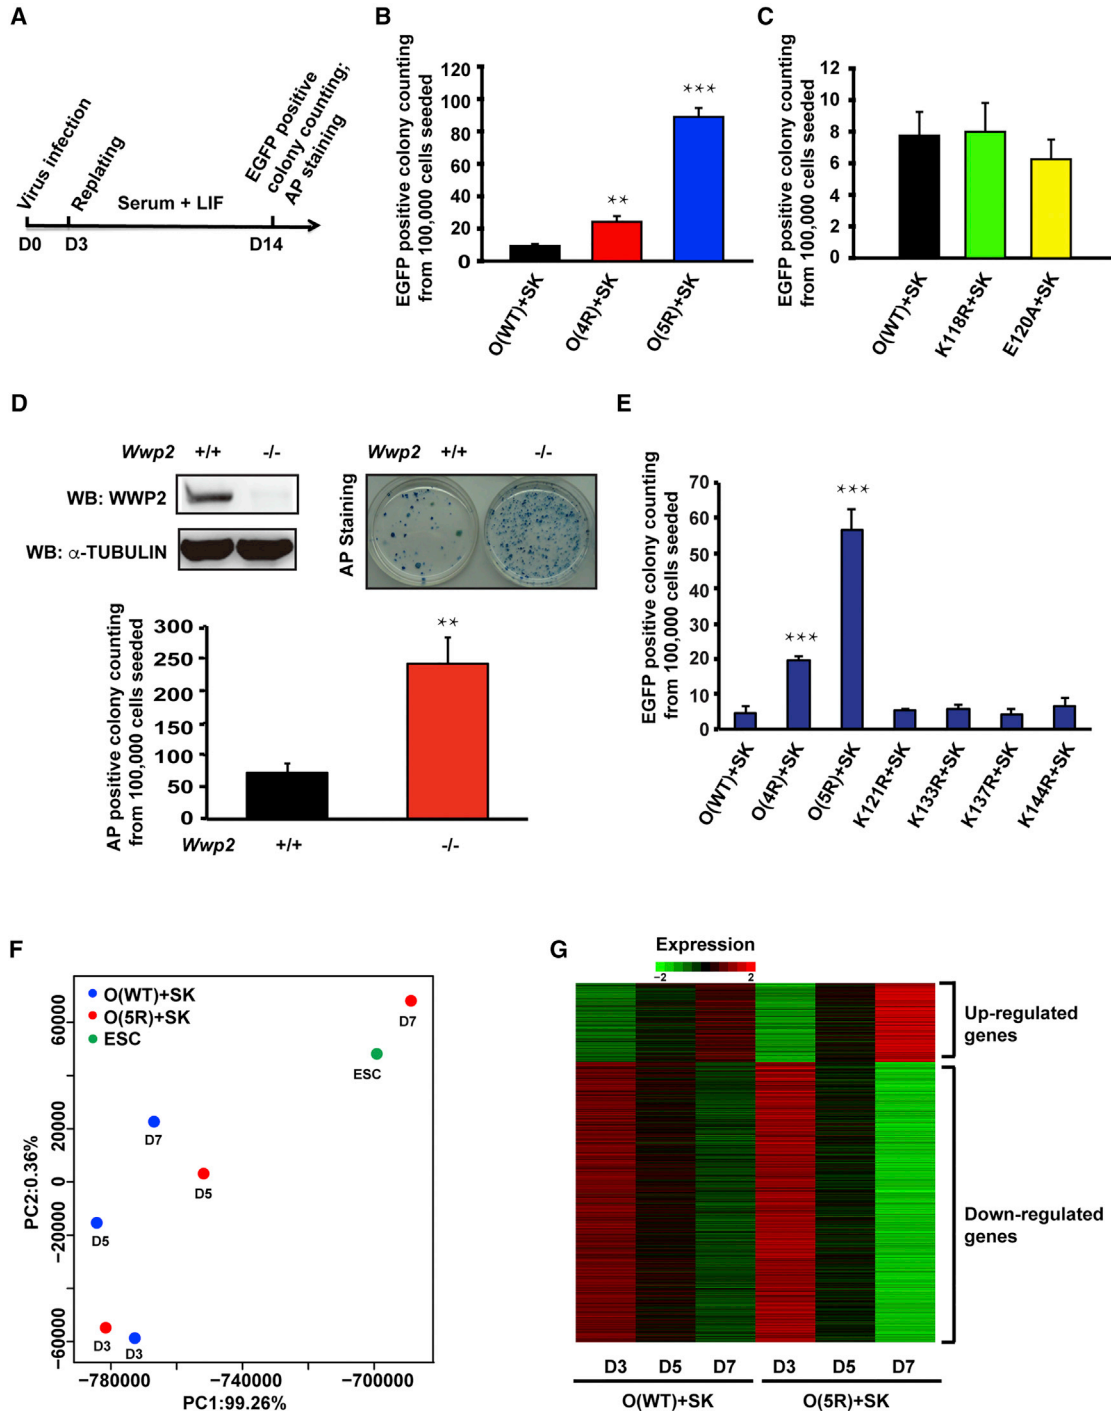 A
Virus infection
Replating
EGFP positive
colony counting;
AP staining
Serum + LIF
D0
D3
D14
B
EGFP positive colony counting
from 100,000 cells seeded
120
100
80
60
40
20
0
**
***
O(WT)+SK
O(4R)+SK
O(5R)+SK
C
EGFP positive colony counting
from 100,000 cells seeded
12
10
8
6
4
2
0
O(WT)+SK
K118R+SK
E120A+SK
D
Wwp2 +/+ -/-
WB: WWP2
WB: α-TUBULIN
Wwp2 +/+ -/-
AP Staining
AP positive colony counting
from 100,000 cells seeded
300
250
200
150
100
50
0
**
Wwp2 +/+ -/-
E
EGFP positive colony counting
from 100,000 cells seeded
70
60
50
40
30
20
10
0
***
***
O(WT)+SK
O(4R)+SK
O(5R)+SK
K121R+SK
K133R+SK
K137R+SK
K144R+SK
F
O(WT)+SK
O(5R)+SK
ESC
D7
ESC
D7
D5
D5
D3
D3
PC2:0.36%
60000
20000
0
−20000
−60000
−780000
−740000
−700000
PC1:99.26%
G
Expression
−2
2
Up-regulated
genes
Down-regulated
genes
D3 D5 D7 D3 D5 D7
O(WT)+SK
O(5R)+SK